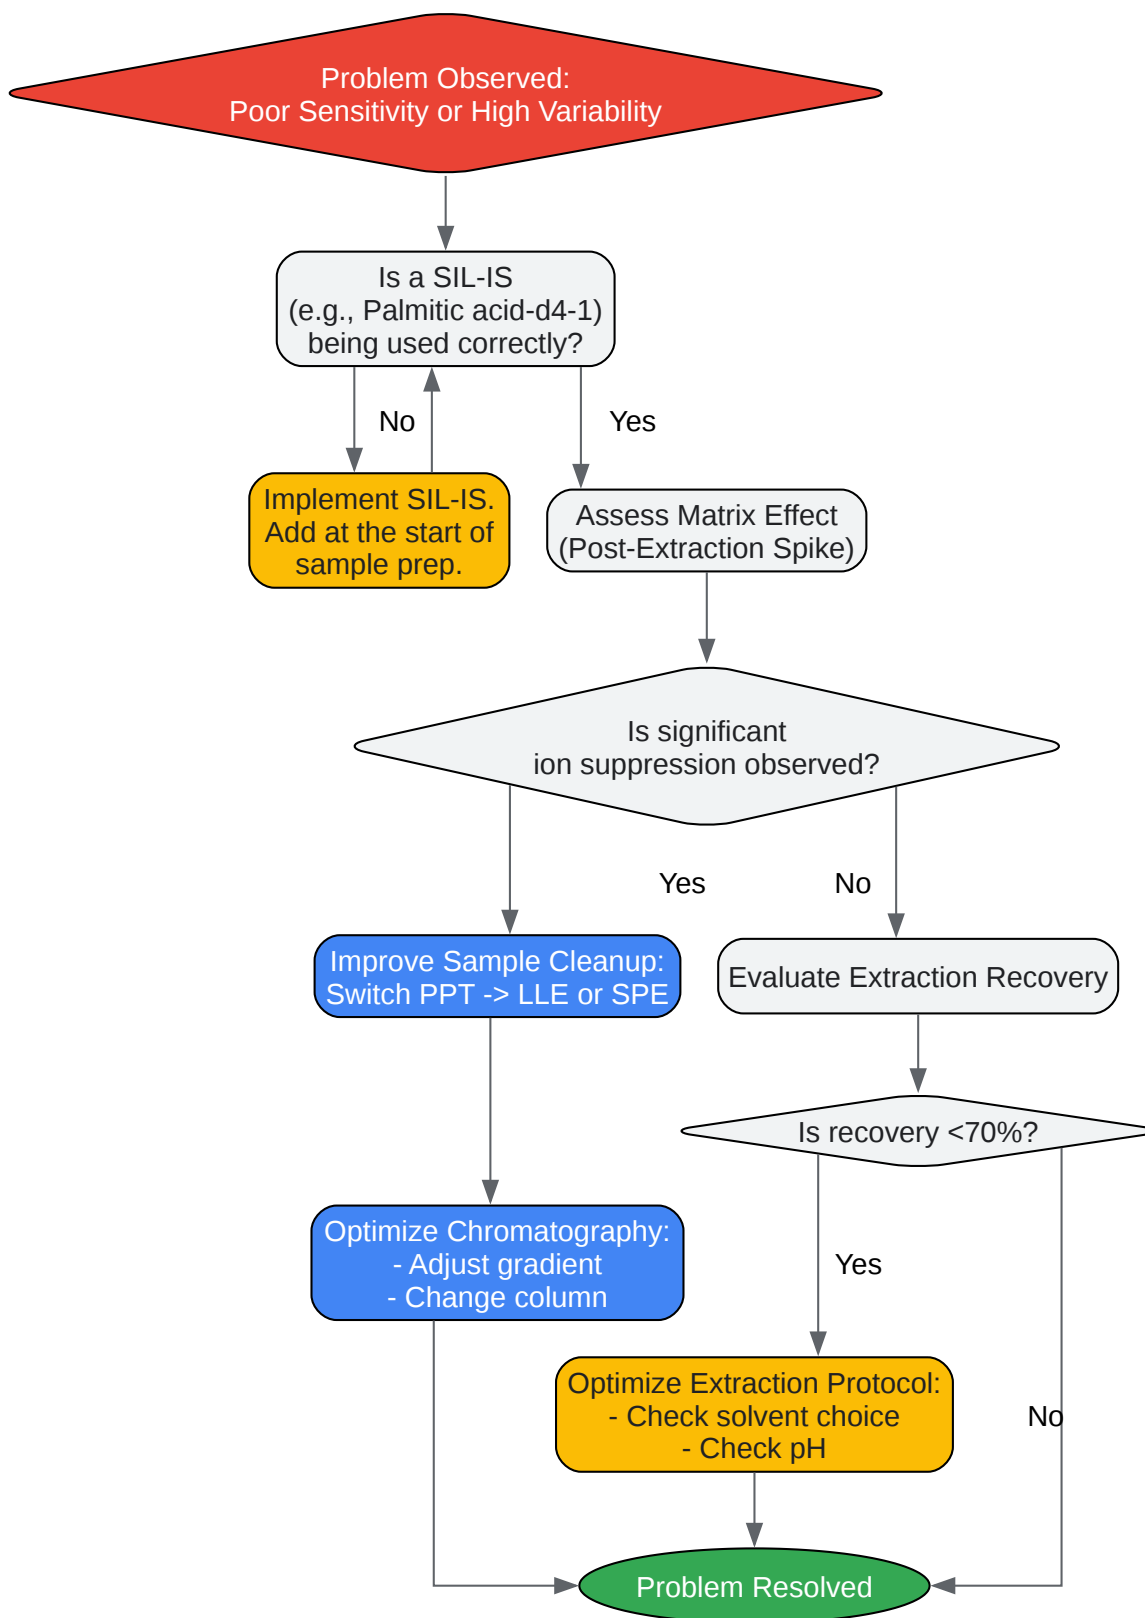 Problem Observed:
Poor Sensitivity or High Variability
Is a SIL-IS
(e.g., Palmitic acid-d4-1)
being used correctly?
No
Yes
Implement SIL-IS.
Add at the start of
sample prep.
Assess Matrix Effect
(Post-Extraction Spike)
Is significant
ion suppression observed?
Yes
No
Improve Sample Cleanup:
Switch PPT -> LLE or SPE
Evaluate Extraction Recovery
Is recovery <70%?
Optimize Chromatography:
- Adjust gradient
- Change column
Yes
Optimize Extraction Protocol:
- Check solvent choice
- Check pH
No
Problem Resolved